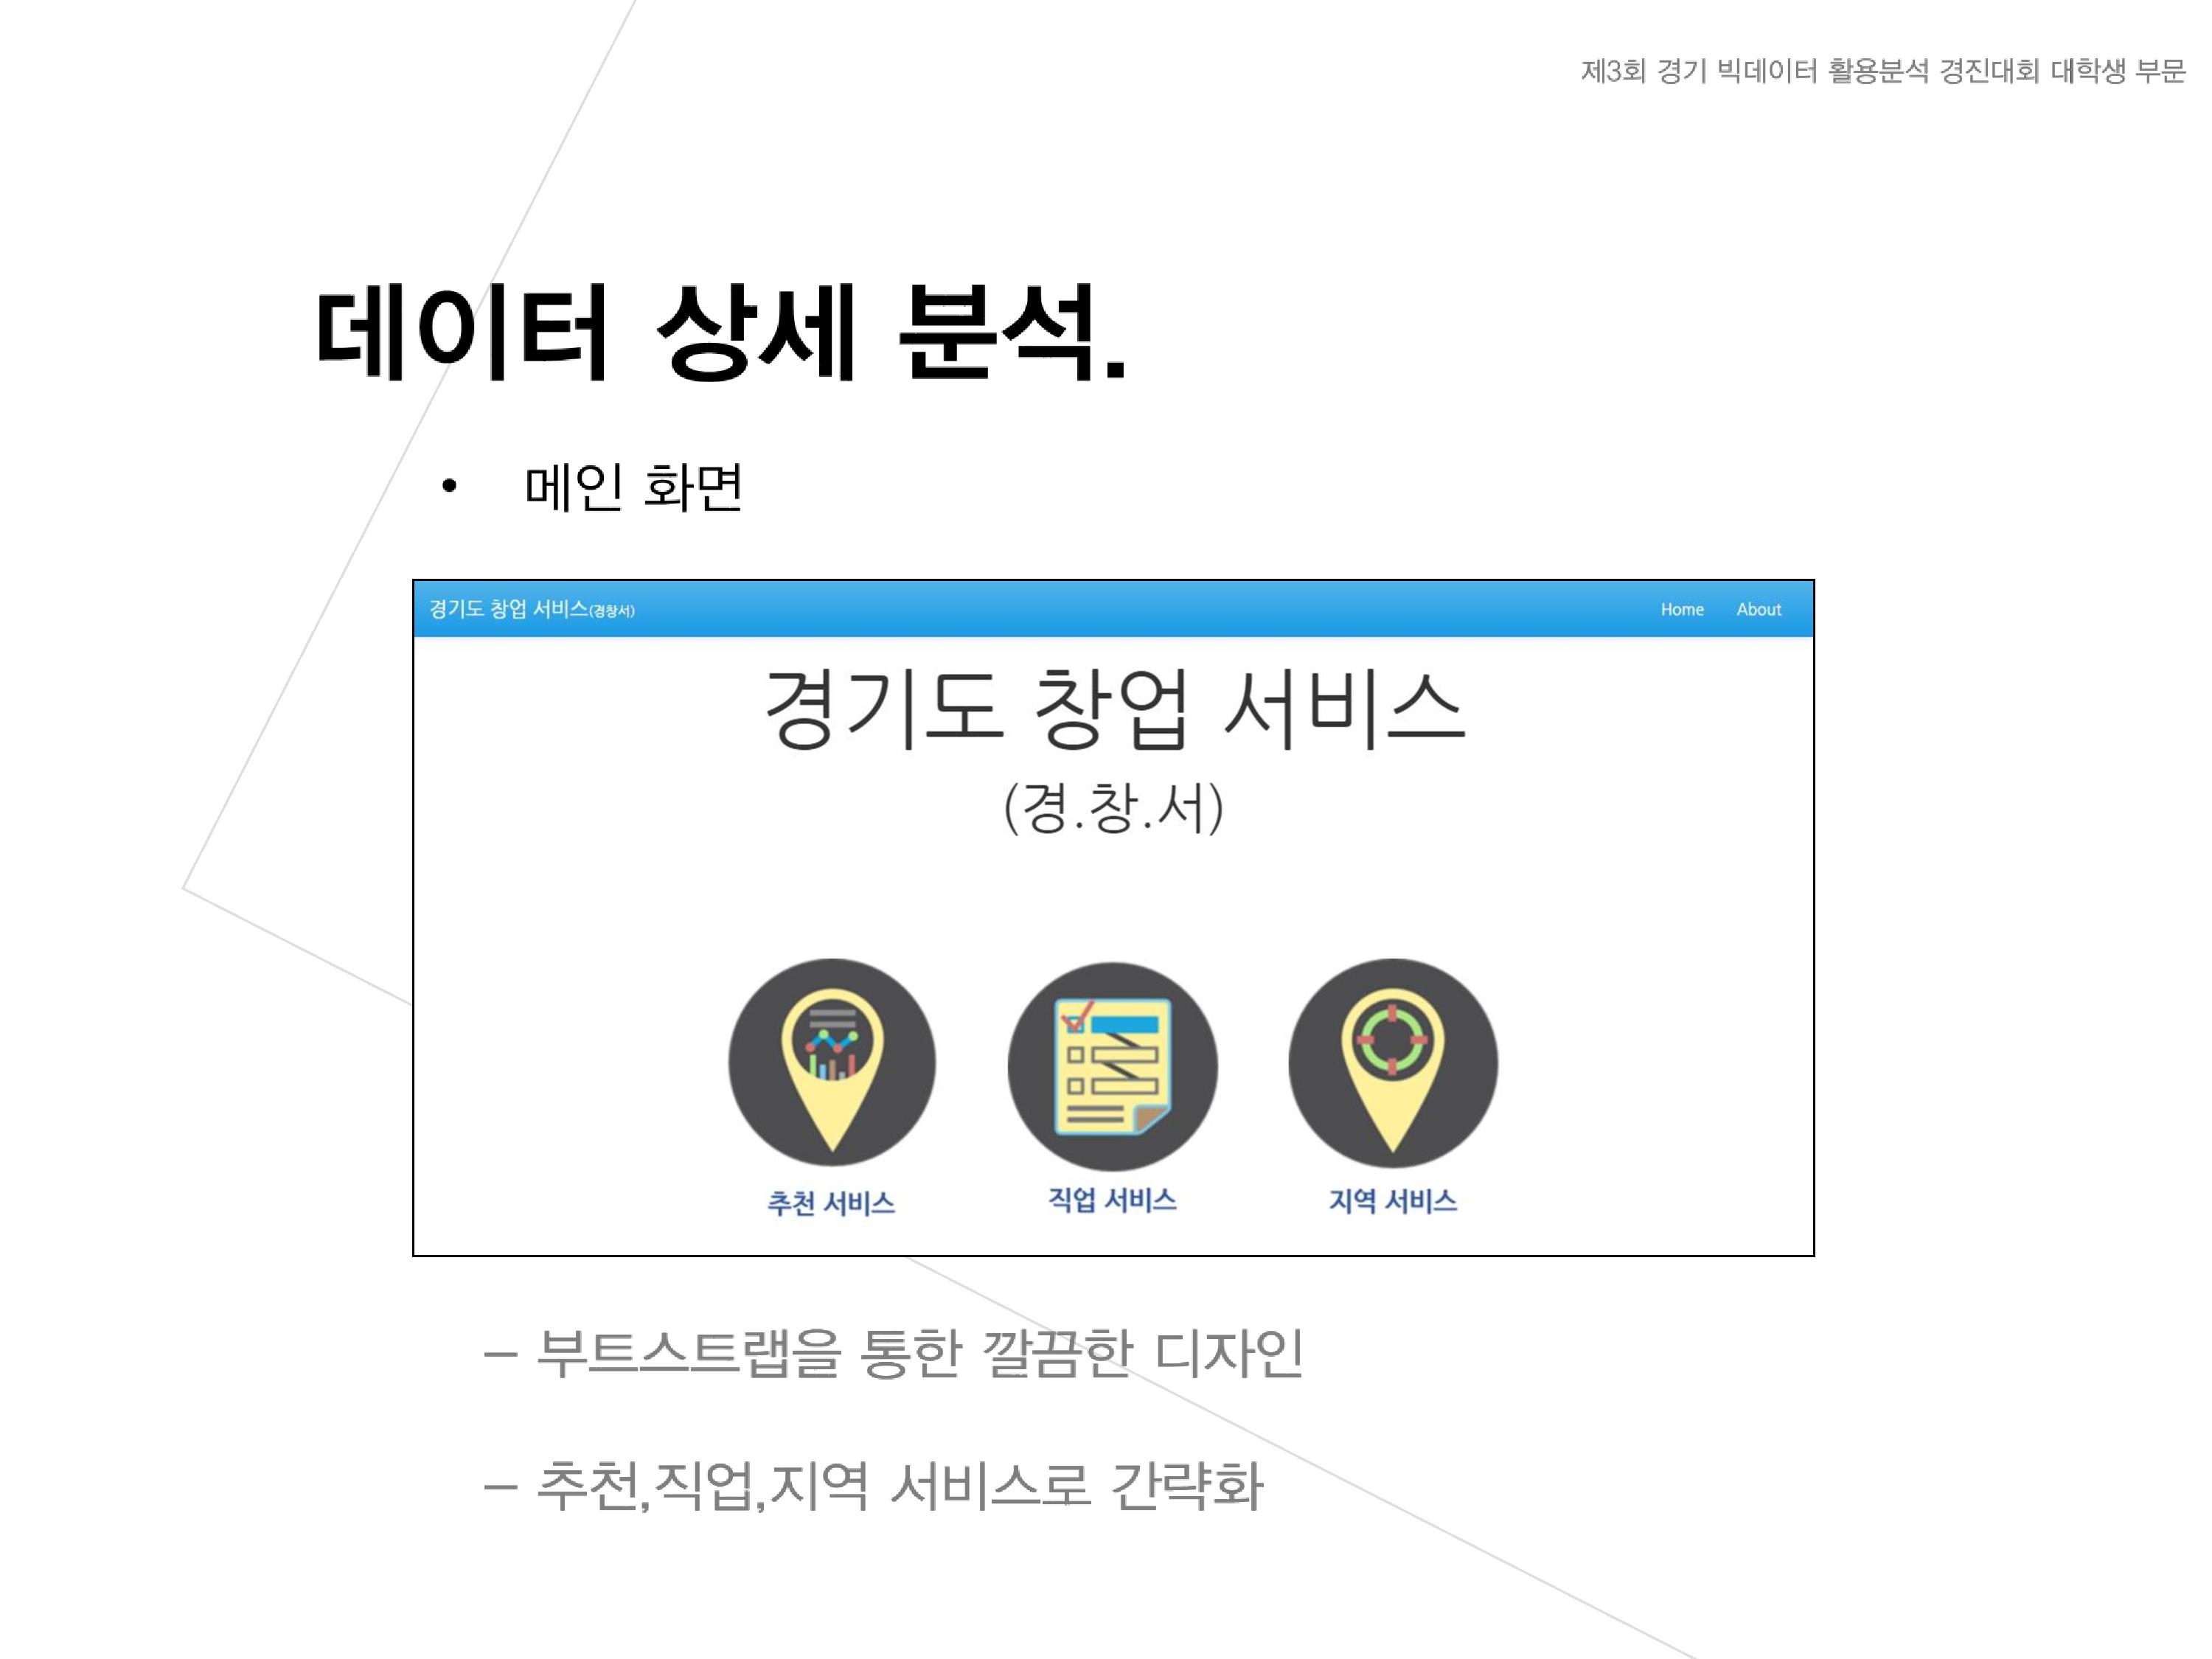 제3회 경기 빅데이터 활용분석 경진대회 대학생 부문
데이터 상세 분석.
• 메인 화면
경기도 창업 서비스(경창서) Home About
경기도 창업 서비스
(경.창.서)
추천 서비스 직업 서비스 지역 서비스
– 부트스트랩을 통한 깔끔한 디자인
– 추천,직업,지역 서비스로 간략화